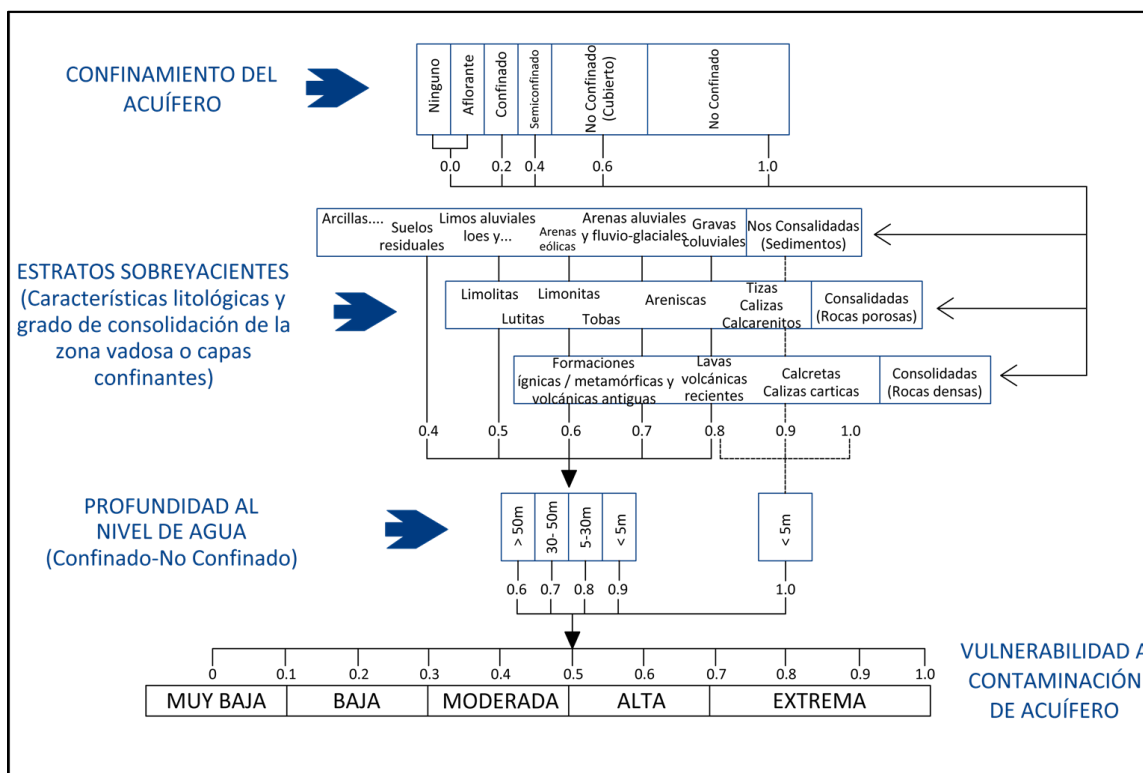 CONFINAMIENTO DEL
ACUÍFERO
Ninguno
Aflorante
Confinado
Semiconfinado
No Confinado
(Cubierto)
No Confinado
0.0
0.2
0.4
0.6
1.0
ESTRATOS SOBREYACIENTES
(Características litológicas y
grado de consolidación de la
zona vadosa o capas
confinantes)
Arcillas....
Suelos
residuales
Limos aluviales
loes y...
Arenas
eólicas
Arenas aluviales
y fluvio-glaciales
Gravas
coluviales
Nos Consalidadas
(Sedimentos)
Limolitas
Lutitas
Limonitas
Tobas
Areniscas
Tizas
Calizas
Calcarenitos
Consalidadas
(Rocas porosas)
Formaciones
ígnicas / metamórficas y
volcánicas antiguas
Lavas
volcánicas
recientes
Calcretas
Calizas carticas
Consolidadas
(Rocas densas)
0.4
0.5
0.6
0.7
0.8
0.9
1.0
PROFUNDIDAD AL
NIVEL DE AGUA
(Confinado-No Confinado)
> 50m
30- 50m
5-30m
< 5m
< 5m
0.6
0.7
0.8
0.9
1.0
0
0.1
0.2
0.3
0.4
0.5
0.6
0.7
0.8
0.9
1.0
MUY BAJA
BAJA
MODERADA
ALTA
EXTREMA
VULNERABILIDAD A
CONTAMINACIÓN
DE ACUÍFERO